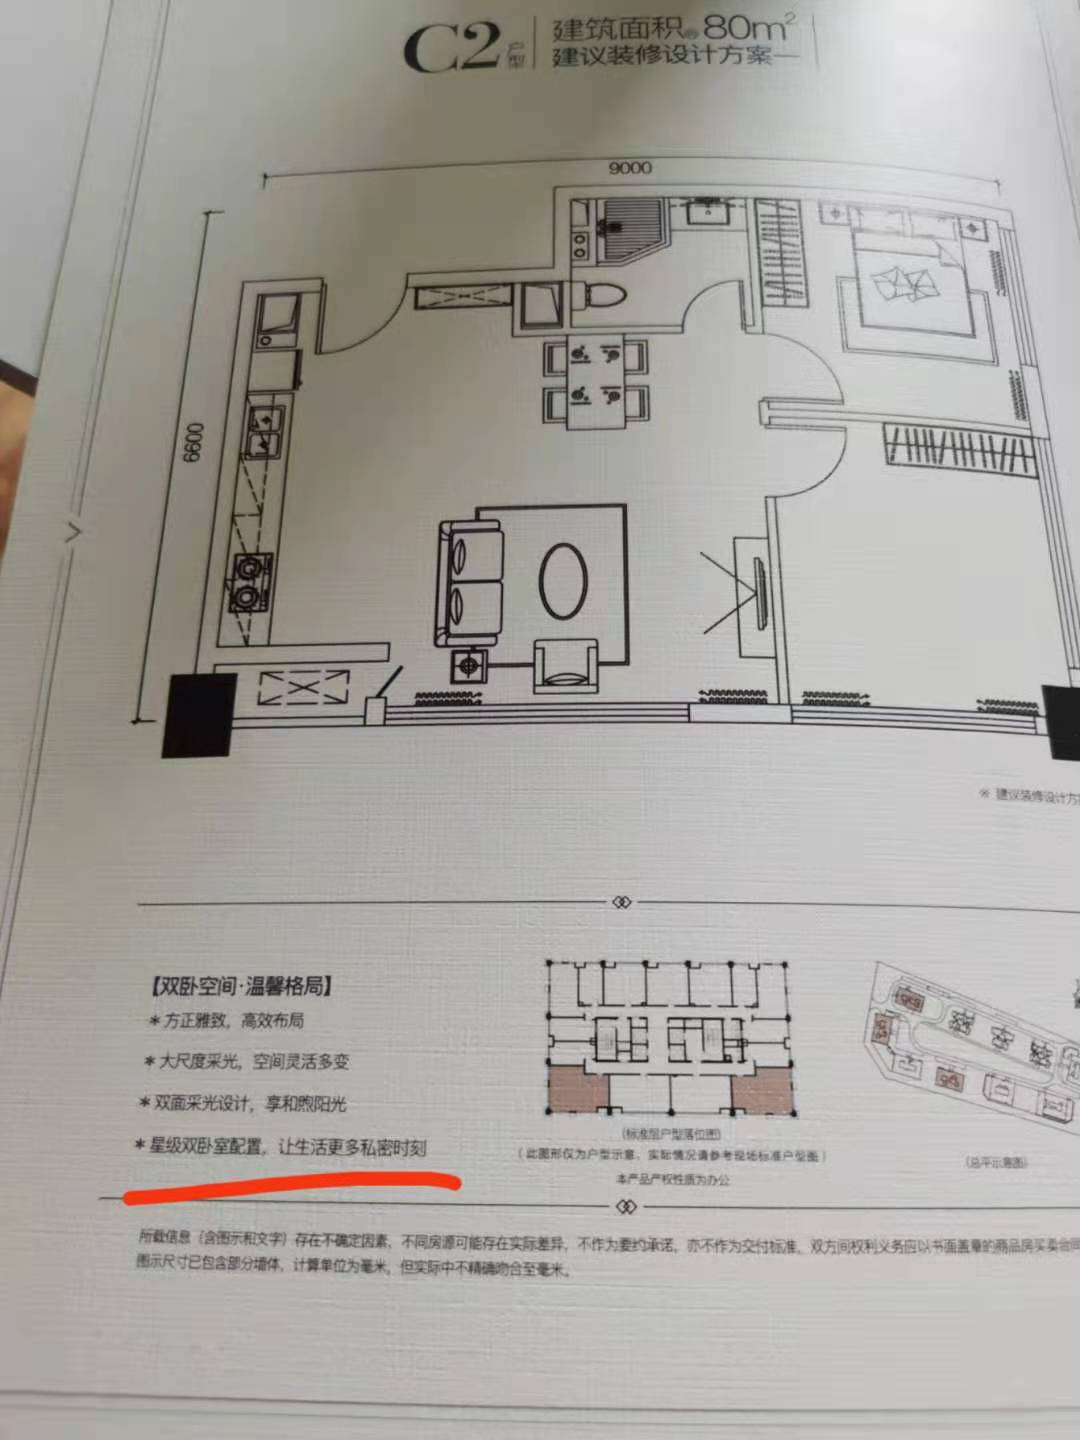 C2户型
建筑面积约80m²
建议装修设计方案一
9000
6600
※ 建议装修设计方
【双卧空间·温馨格局】
* 方正雅致，高效布局
* 大尺度采光，空间灵活多变
* 双面采光设计，享和煦阳光
* 星级双卧室配置，让生活更多私密时刻
(标准层户型落位图)
(此图形仅为户型示意、实际情况请参考现场标准户型图)
本产品产权性质为办公
(总平示意图)
所载信息（含图示和文字）存在不确定因素、不同房源可能存在实际差异，不作为要约承诺，亦不作为交付标准，双方间权利义务应以书面盖章的商品房买卖合同
图示尺寸已包含部分墙体，计算单位为毫米，但实际中不精确吻合至毫米。